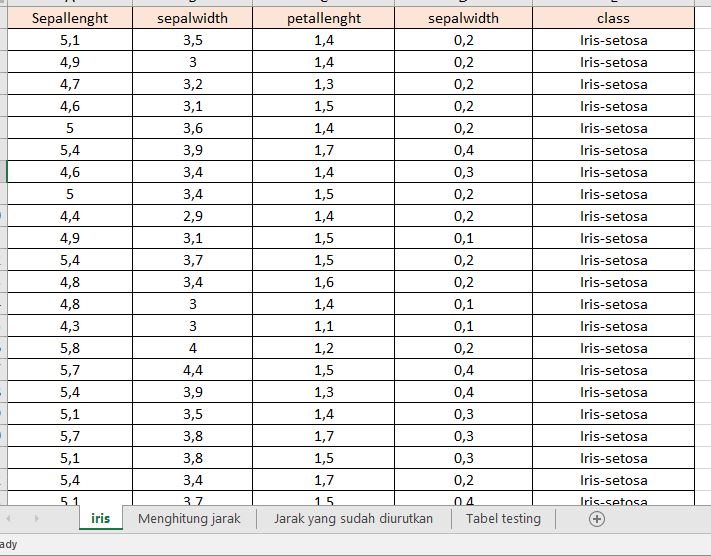 Sepallenght sepalwidth petallenght sepalwidth class
5,1 3,5 1,4 0,2 Iris-setosa
4,9 3 1,4 0,2 Iris-setosa
4,7 3,2 1,3 0,2 Iris-setosa
4,6 3,1 1,5 0,2 Iris-setosa
5 3,6 1,4 0,2 Iris-setosa
5,4 3,9 1,7 0,4 Iris-setosa
4,6 3,4 1,4 0,3 Iris-setosa
5 3,4 1,5 0,2 Iris-setosa
4,4 2,9 1,4 0,2 Iris-setosa
4,9 3,1 1,5 0,1 Iris-setosa
5,4 3,7 1,5 0,2 Iris-setosa
4,8 3,4 1,6 0,2 Iris-setosa
4,8 3 1,4 0,1 Iris-setosa
4,3 3 1,1 0,1 Iris-setosa
5,8 4 1,2 0,2 Iris-setosa
5,7 4,4 1,5 0,4 Iris-setosa
5,4 3,9 1,3 0,4 Iris-setosa
5,1 3,5 1,4 0,3 Iris-setosa
5,7 3,8 1,7 0,3 Iris-setosa
5,1 3,8 1,5 0,3 Iris-setosa
5,4 3,4 1,7 0,2 Iris-setosa
5,1 3,7 1,5 0,4 Iris-setosa
iris Menghitung jarak Jarak yang sudah diurutkan Tabel testing
ady